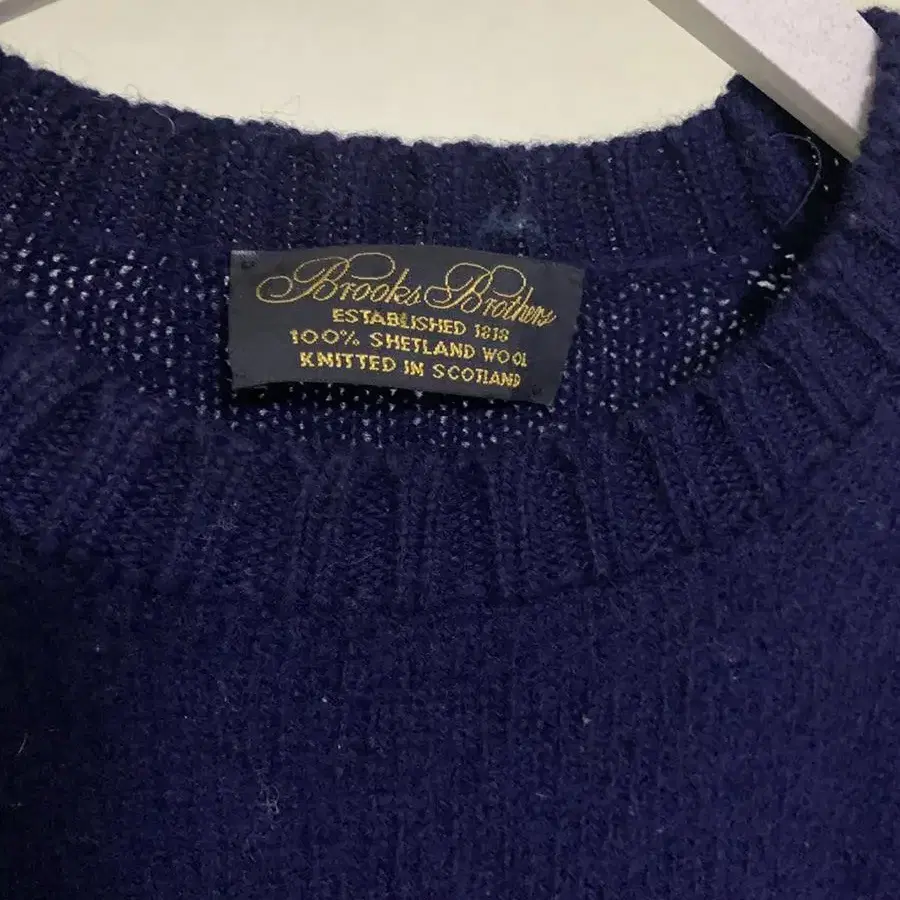 Brooks Brothers
ESTABLISHED 1818
100% SHETLAND WOOL
KNITTED IN SCOTLAND